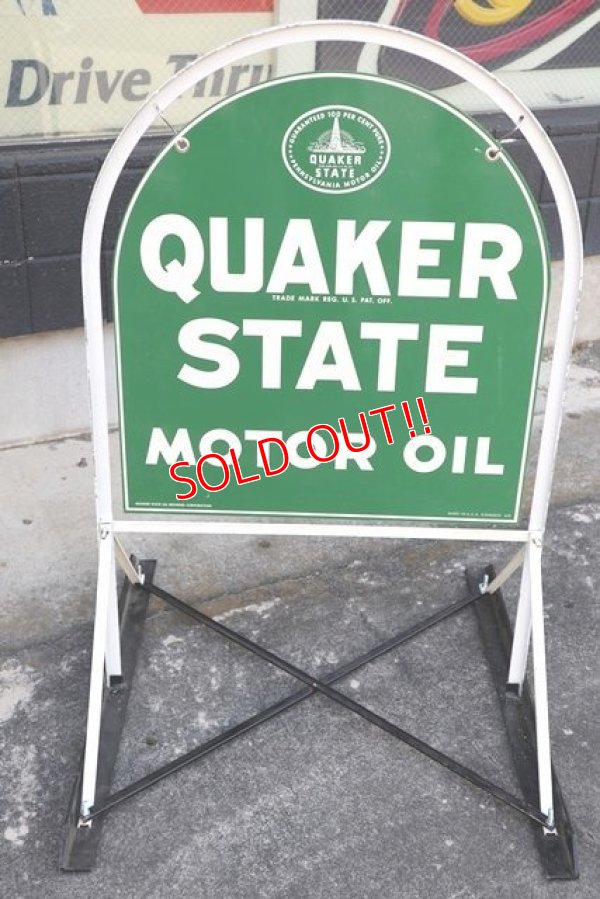 Drive Thru
GUARANTEED 100 PER CENT PURE
QUAKER
STATE
PENNSYLVANIA MOTOR OIL
QUAKER
TRADE MARK REG. U. S. PAT. OFF.
STATE
MOTOR OIL
SOLD OUT!!